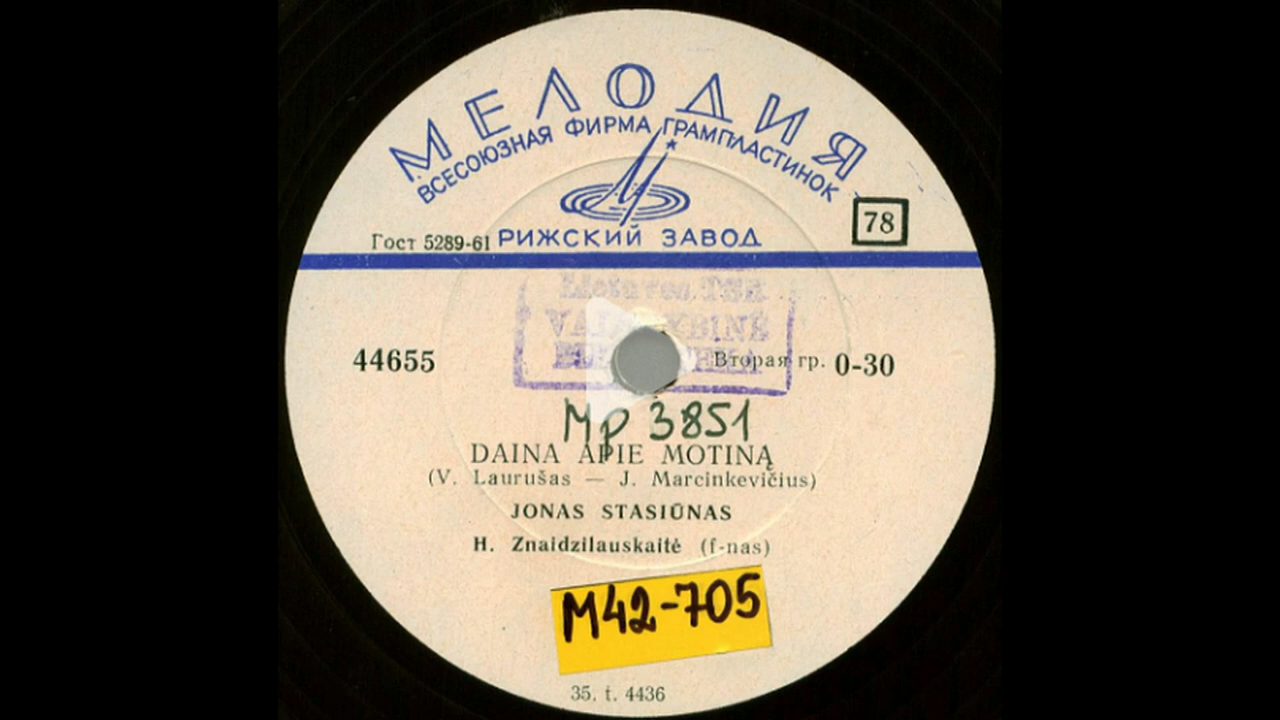 МЕЛОДИЯ
ВСЕСОЮЗНАЯ ФИРМА ГРАМПЛАСТИНОК
Гост 5289-61 РИЖСКИЙ ЗАВОД
78
TSR
44655
Вторая гр. 0-30
MP 3851
DAINA APIE MOTINĄ
(V. Laurušas — J. Marcinkevičius)
JONAS STASIŪNAS
H. Znaidzilauskaitė (f-nas)
M42-705
35. t. 4436